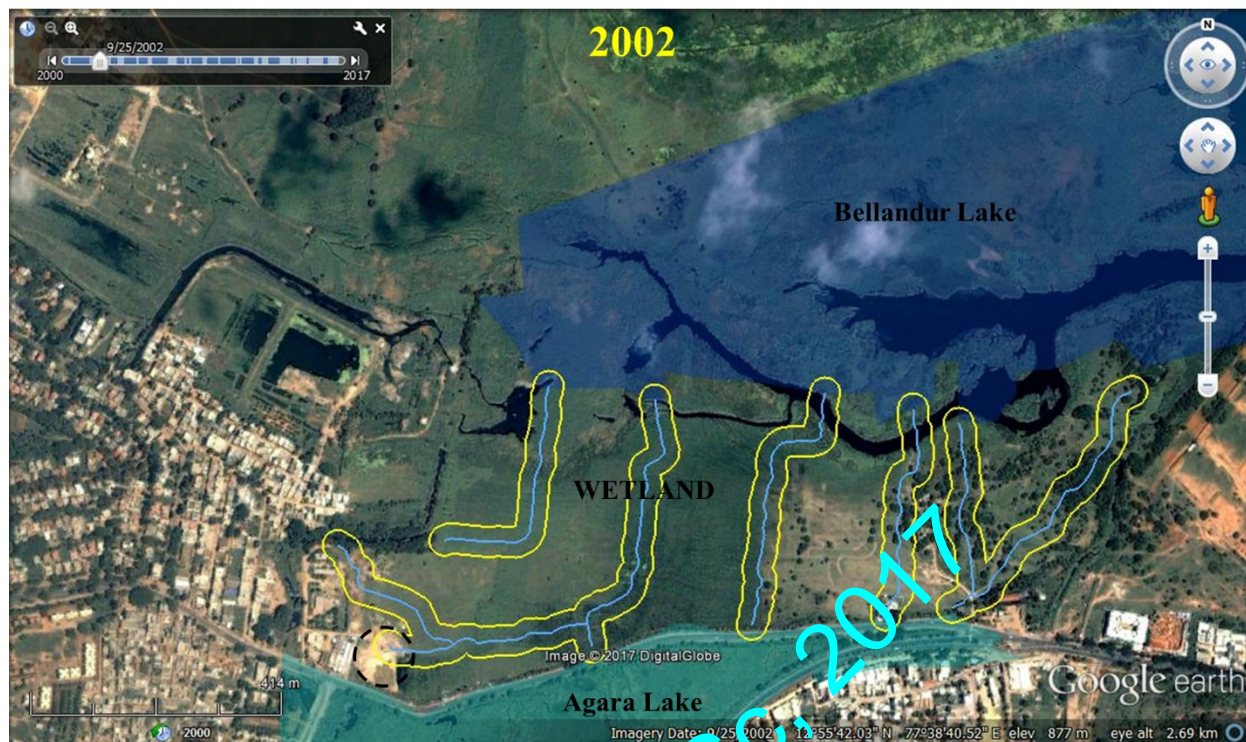 2002
9/25/2002
2000
2017
N
Bellandur Lake
WETLAND
2017
Image © 2017 DigitalGlobe
414 m
Agara Lake
Google earth
2000
Imagery Date: 9/25/2002 12°55'42.03" N 77°38'40.52" E elev 877 m eye alt 2.69 km